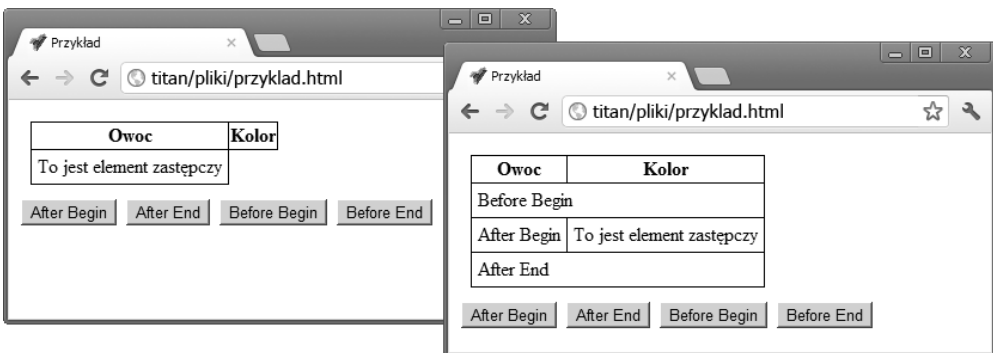 Przykład
titan/pliki/przyklad.html
Owoc Kolor
To jest element zastępczy
After Begin After End Before Begin Before End
Przykład
titan/pliki/przyklad.html
Owoc Kolor
Before Begin
After Begin To jest element zastępczy
After End
After Begin After End Before Begin Before End